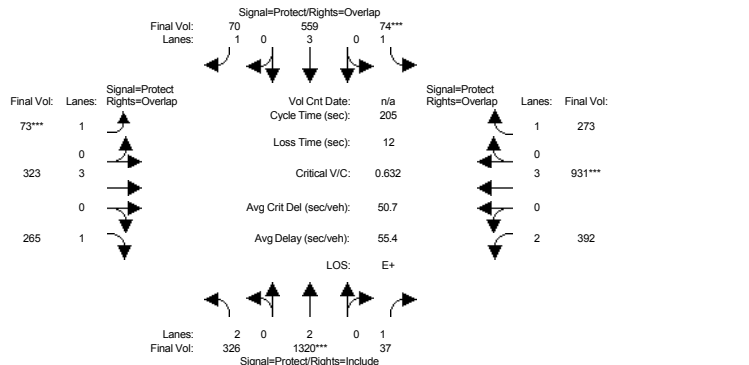 Signal=Protect/Rights=Overlap
Final Vol: 70 559 74***
Lanes: 1 0 3 0 1
Signal=Protect
Rights=Overlap
Final Vol: Lanes:
73*** 1
0
323 3
0
265 1
Vol Cnt Date: n/a
Cycle Time (sec): 205
Loss Time (sec): 12
Critical V/C: 0.632
Avg Crit Del (sec/veh): 50.7
Avg Delay (sec/veh): 55.4
LOS: E+
Signal=Protect
Rights=Overlap
Lanes: Final Vol:
1 273
0
3 931***
0
2 392
Lanes: 2 0 2 0 1
Final Vol: 326 1320*** 37
Signal=Protect/Rights=Include